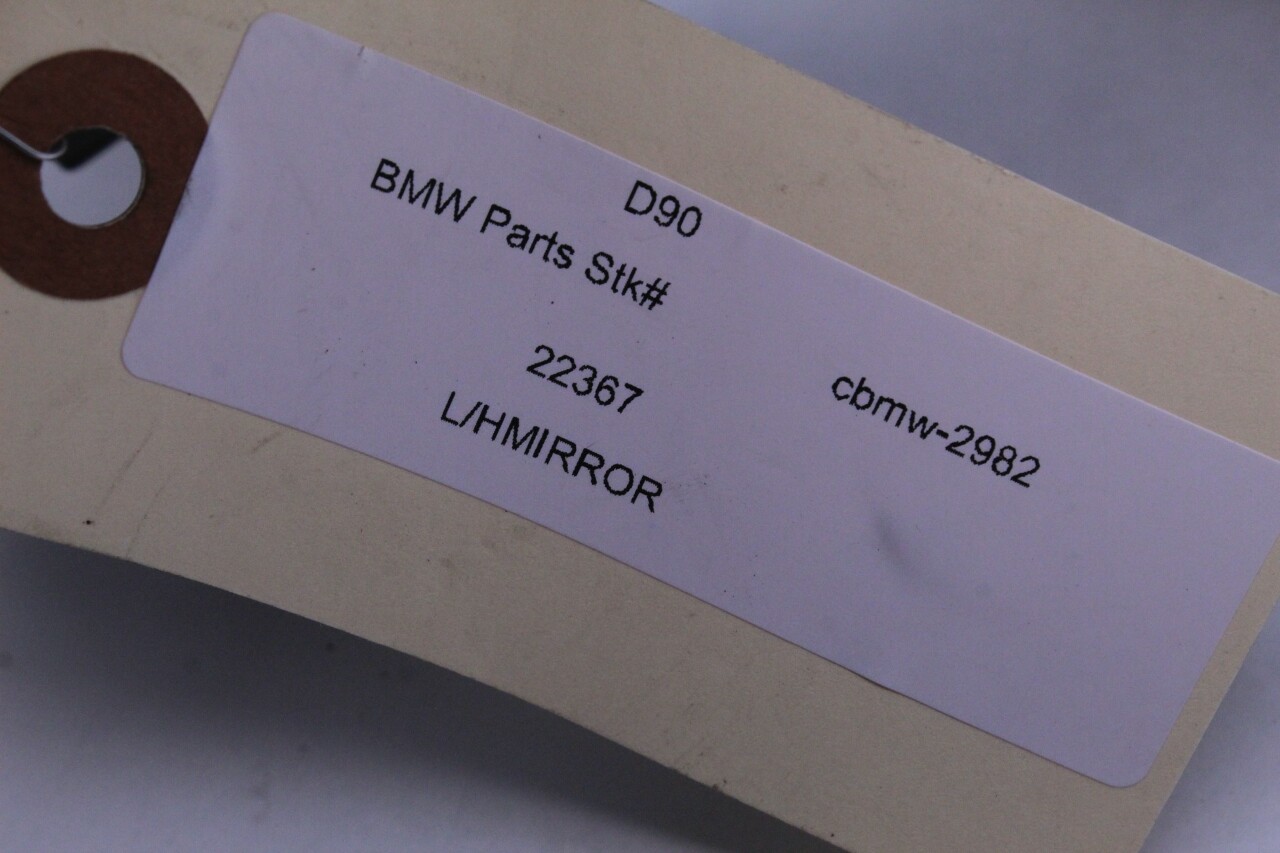 D90
BMW Parts Stk#
22367
cbmw-2982
L/HMIRROR